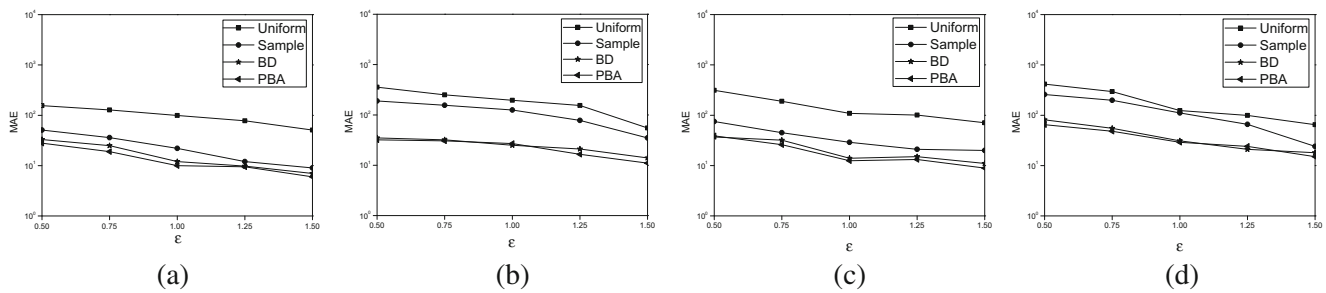 10⁴
10³
10²
10¹
10⁰
MAE
Uniform
Sample
BD
PBA
0.50 0.75 1.00 1.25 1.50
ε
(a)
10⁴
10³
10²
10¹
10⁰
MAE
Uniform
Sample
BD
PBA
0.50 0.75 1.00 1.25 1.50
ε
(b)
10⁴
10³
10²
10¹
10⁰
MAE
Uniform
Sample
BD
PBA
0.50 0.75 1.00 1.25 1.50
ε
(c)
10⁴
10³
10²
10¹
10⁰
MAE
Uniform
Sample
BD
PBA
0.50 0.75 1.00 1.25 1.50
ε
(d)